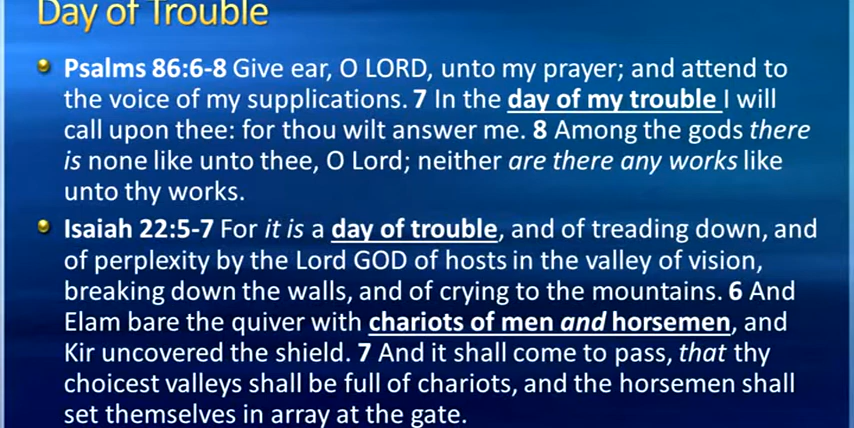 Day of Trouble
Psalms 86:6-8 Give ear, O LORD, unto my prayer; and attend to
the voice of my supplications. 7 In the day of my trouble I will
call upon thee: for thou wilt answer me. 8 Among the gods there
is none like unto thee, O Lord; neither are there any works like
unto thy works.
Isaiah 22:5-7 For it is a day of trouble, and of treading down, and
of perplexity by the Lord GOD of hosts in the valley of vision,
breaking down the walls, and of crying to the mountains. 6 And
Elam bare the quiver with chariots of men and horsemen, and
Kir uncovered the shield. 7 And it shall come to pass, that thy
choicest valleys shall be full of chariots, and the horsemen shall
set themselves in array at the gate.